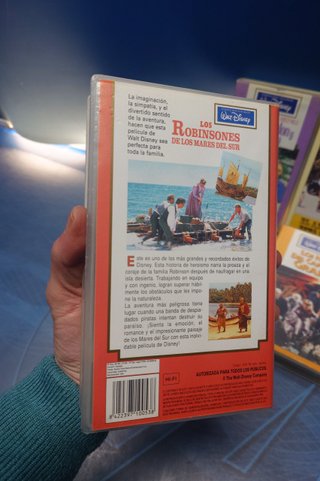 La imaginación,
la simpatía, y el
divertido sentido
de la aventura,
hacen que esta
película de
Walt Disney sea
perfecta para
toda la familia.
Walt Disney
LOS
ROBINSONES
DE LOS MARES DEL SUR
Este es uno de los más grandes y recordados éxitos de
Disney. Esta historia de heroísmo narra la proeza y el
coraje de la familia Robinson después de naufragar en una
isla desierta. Trabajando en equipo
y con ingenio, logran superar hábil-
mente los obstáculos que les impo-
ne la naturaleza.
La aventura más peligrosa tiene
lugar cuando una banda de despia-
dados piratas intentan destruir su
paraíso. ¡Sienta la emoción, el
romance y el impresionante paisaje
de los Mares del Sur con esta inolvi-
dable película de Disney!
AUTORIZADA PARA TODOS LOS PUBLICOS
© The Walt Disney Company
8 422397 100538